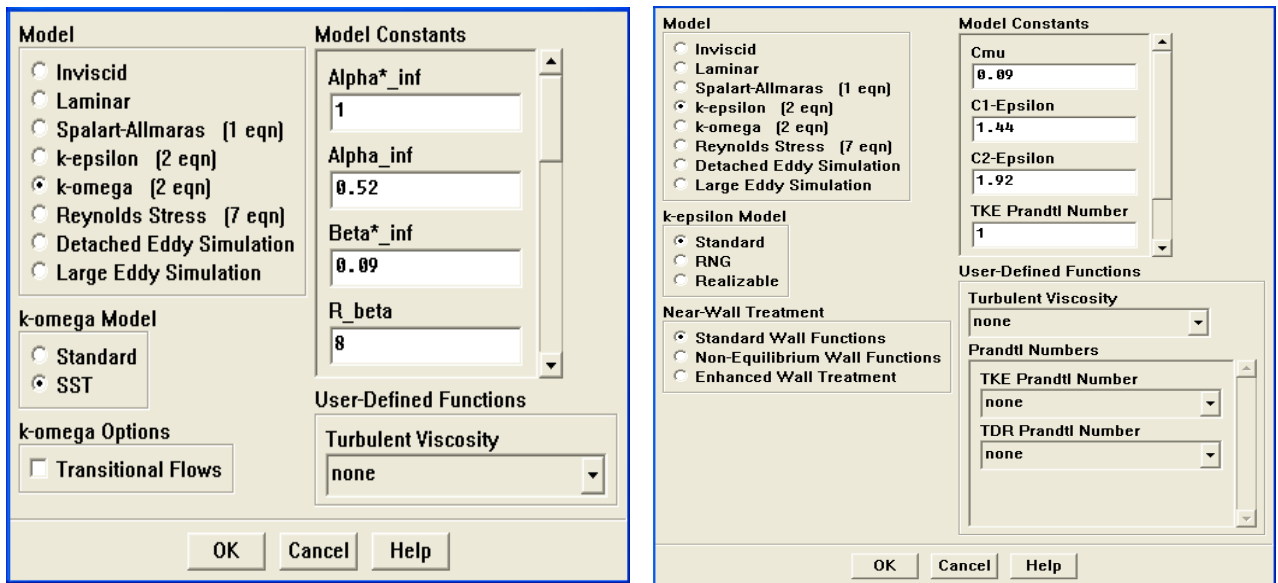 Model
Inviscid
Laminar
Spalart-Allmaras (1 eqn)
k-epsilon (2 eqn)
k-omega (2 eqn)
Reynolds Stress (7 eqn)
Detached Eddy Simulation
Large Eddy Simulation
k-omega Model
Standard
SST
k-omega Options
Transitional Flows
Model Constants
Alpha*_inf
1
Alpha_inf
0.52
Beta*_inf
0.09
R_beta
8
User-Defined Functions
Turbulent Viscosity
none
OK Cancel Help
Model
Inviscid
Laminar
Spalart-Allmaras (1 eqn)
k-epsilon (2 eqn)
k-omega (2 eqn)
Reynolds Stress (7 eqn)
Detached Eddy Simulation
Large Eddy Simulation
k-epsilon Model
Standard
RNG
Realizable
Near-Wall Treatment
Standard Wall Functions
Non-Equilibrium Wall Functions
Enhanced Wall Treatment
Model Constants
Cmu
0.09
C1-Epsilon
1.44
C2-Epsilon
1.92
TKE Prandtl Number
1
User-Defined Functions
Turbulent Viscosity
none
Prandtl Numbers
TKE Prandtl Number
none
TDR Prandtl Number
none
OK Cancel Help